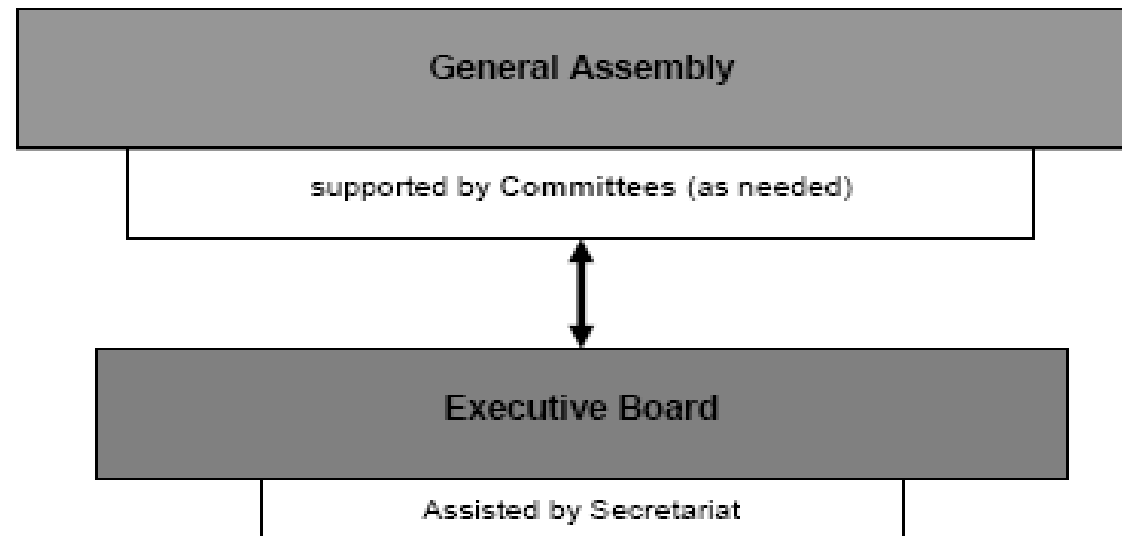 General Assembly
supported by Committees (as needed)
Executive Board
Assisted by Secretariat